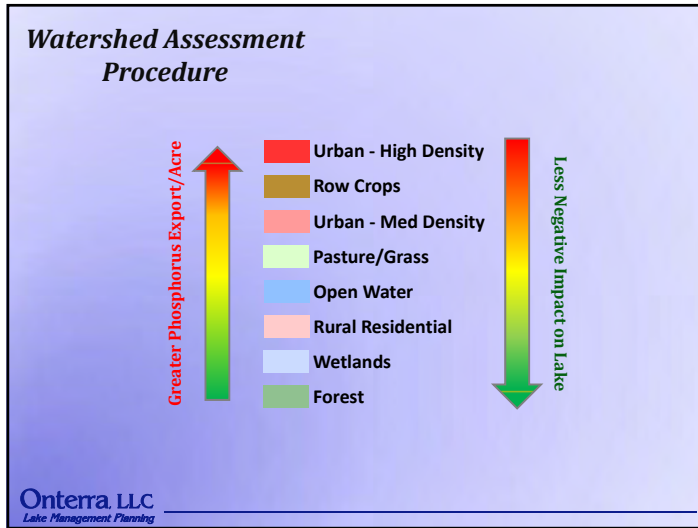 Watershed Assessment
Procedure
Greater Phosphorus Export/Acre
Urban - High Density
Row Crops
Urban - Med Density
Pasture/Grass
Open Water
Rural Residential
Wetlands
Forest
Less Negative Impact on Lake
Onterra, LLC
Lake Management Planning